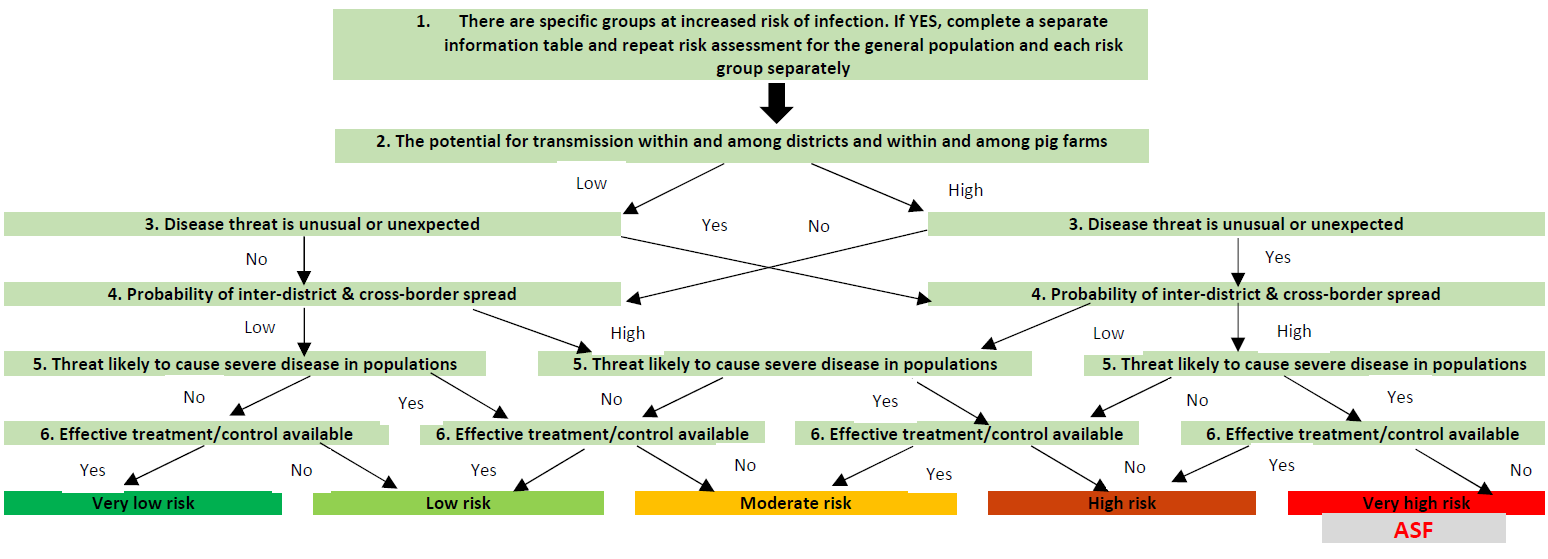 1. There are specific groups at increased risk of infection. If YES, complete a separate
information table and repeat risk assessment for the general population and each risk
group separately
2. The potential for transmission within and among districts and within and among pig farms
Low
High
3. Disease threat is unusual or unexpected
Yes
No
3. Disease threat is unusual or unexpected
No
Yes
4. Probability of inter-district & cross-border spread
4. Probability of inter-district & cross-border spread
Low
High
Low
High
5. Threat likely to cause severe disease in populations
5. Threat likely to cause severe disease in populations
5. Threat likely to cause severe disease in populations
No
Yes
No
Yes
No
Yes
6. Effective treatment/control available
6. Effective treatment/control available
6. Effective treatment/control available
6. Effective treatment/control available
Yes
No
Yes
No
Yes
No
Yes
No
Very low risk
Low risk
Moderate risk
High risk
Very high risk
ASF